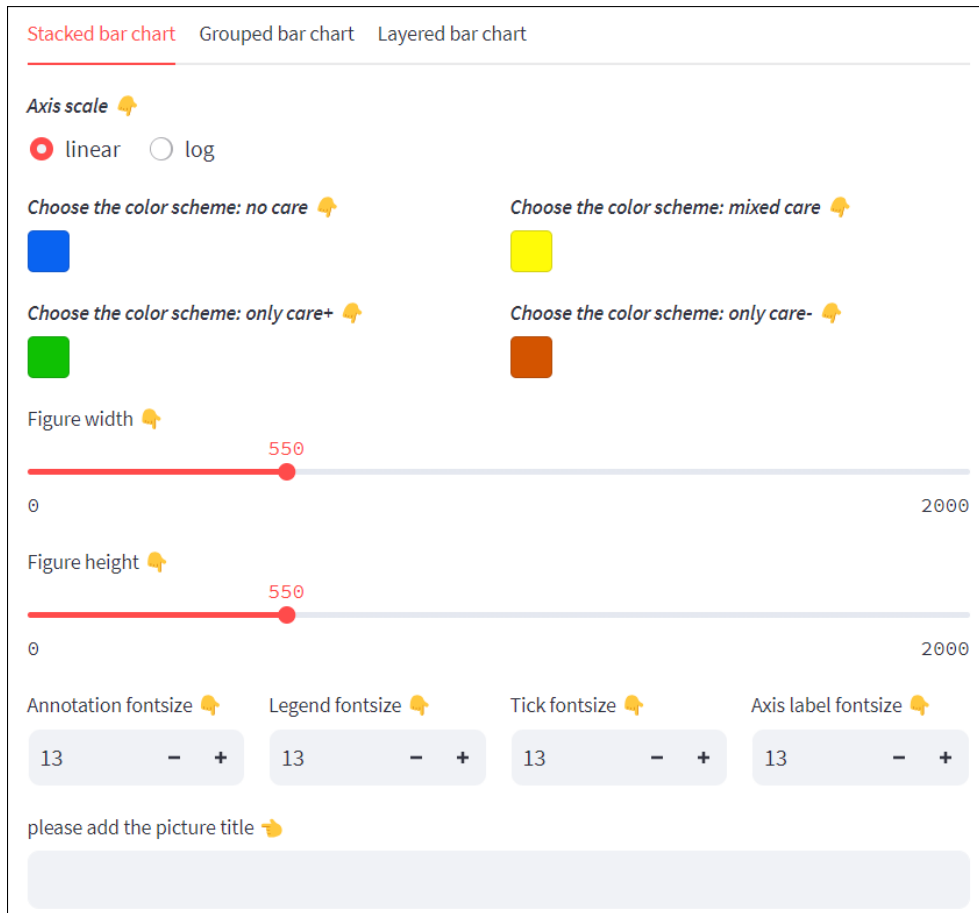 Stacked bar chart Grouped bar chart Layered bar chart
Axis scale 👇
linear log
Choose the color scheme: no care 👇 Choose the color scheme: mixed care 👇
Choose the color scheme: only care+ 👇 Choose the color scheme: only care- 👇
Figure width 👇
550
0 2000
Figure height 👇
550
0 2000
Annotation fontsize 👇 Legend fontsize 👇 Tick fontsize 👇 Axis label fontsize 👇
13 − + 13 − + 13 − + 13 − +
please add the picture title 👈